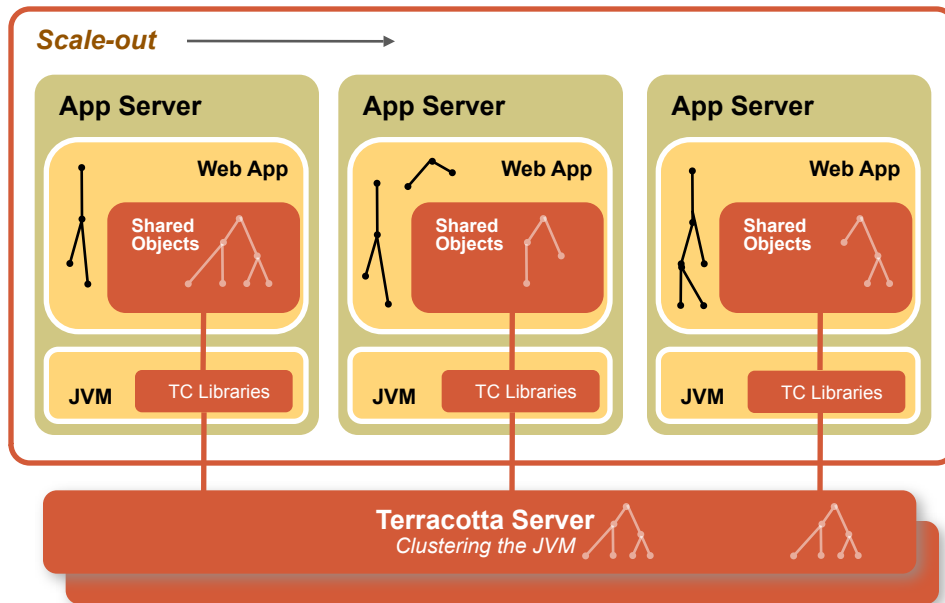 Scale-out
App Server
Web App
Shared
Objects
JVM
TC Libraries
App Server
Web App
Shared
Objects
JVM
TC Libraries
App Server
Web App
Shared
Objects
JVM
TC Libraries
Terracotta Server
Clustering the JVM